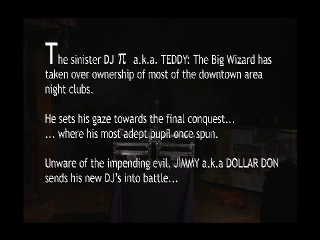 The sinister DJ π a.k.a. TEDDY: The Big Wizard has
taken over ownership of most of the downtown area
night clubs.
He sets his gaze towards the final conquest...
... where his most adept pupil once spun.
Unware of the impending evil, JIMMY a.k.a DOLLAR DON
sends his new DJ's into battle...